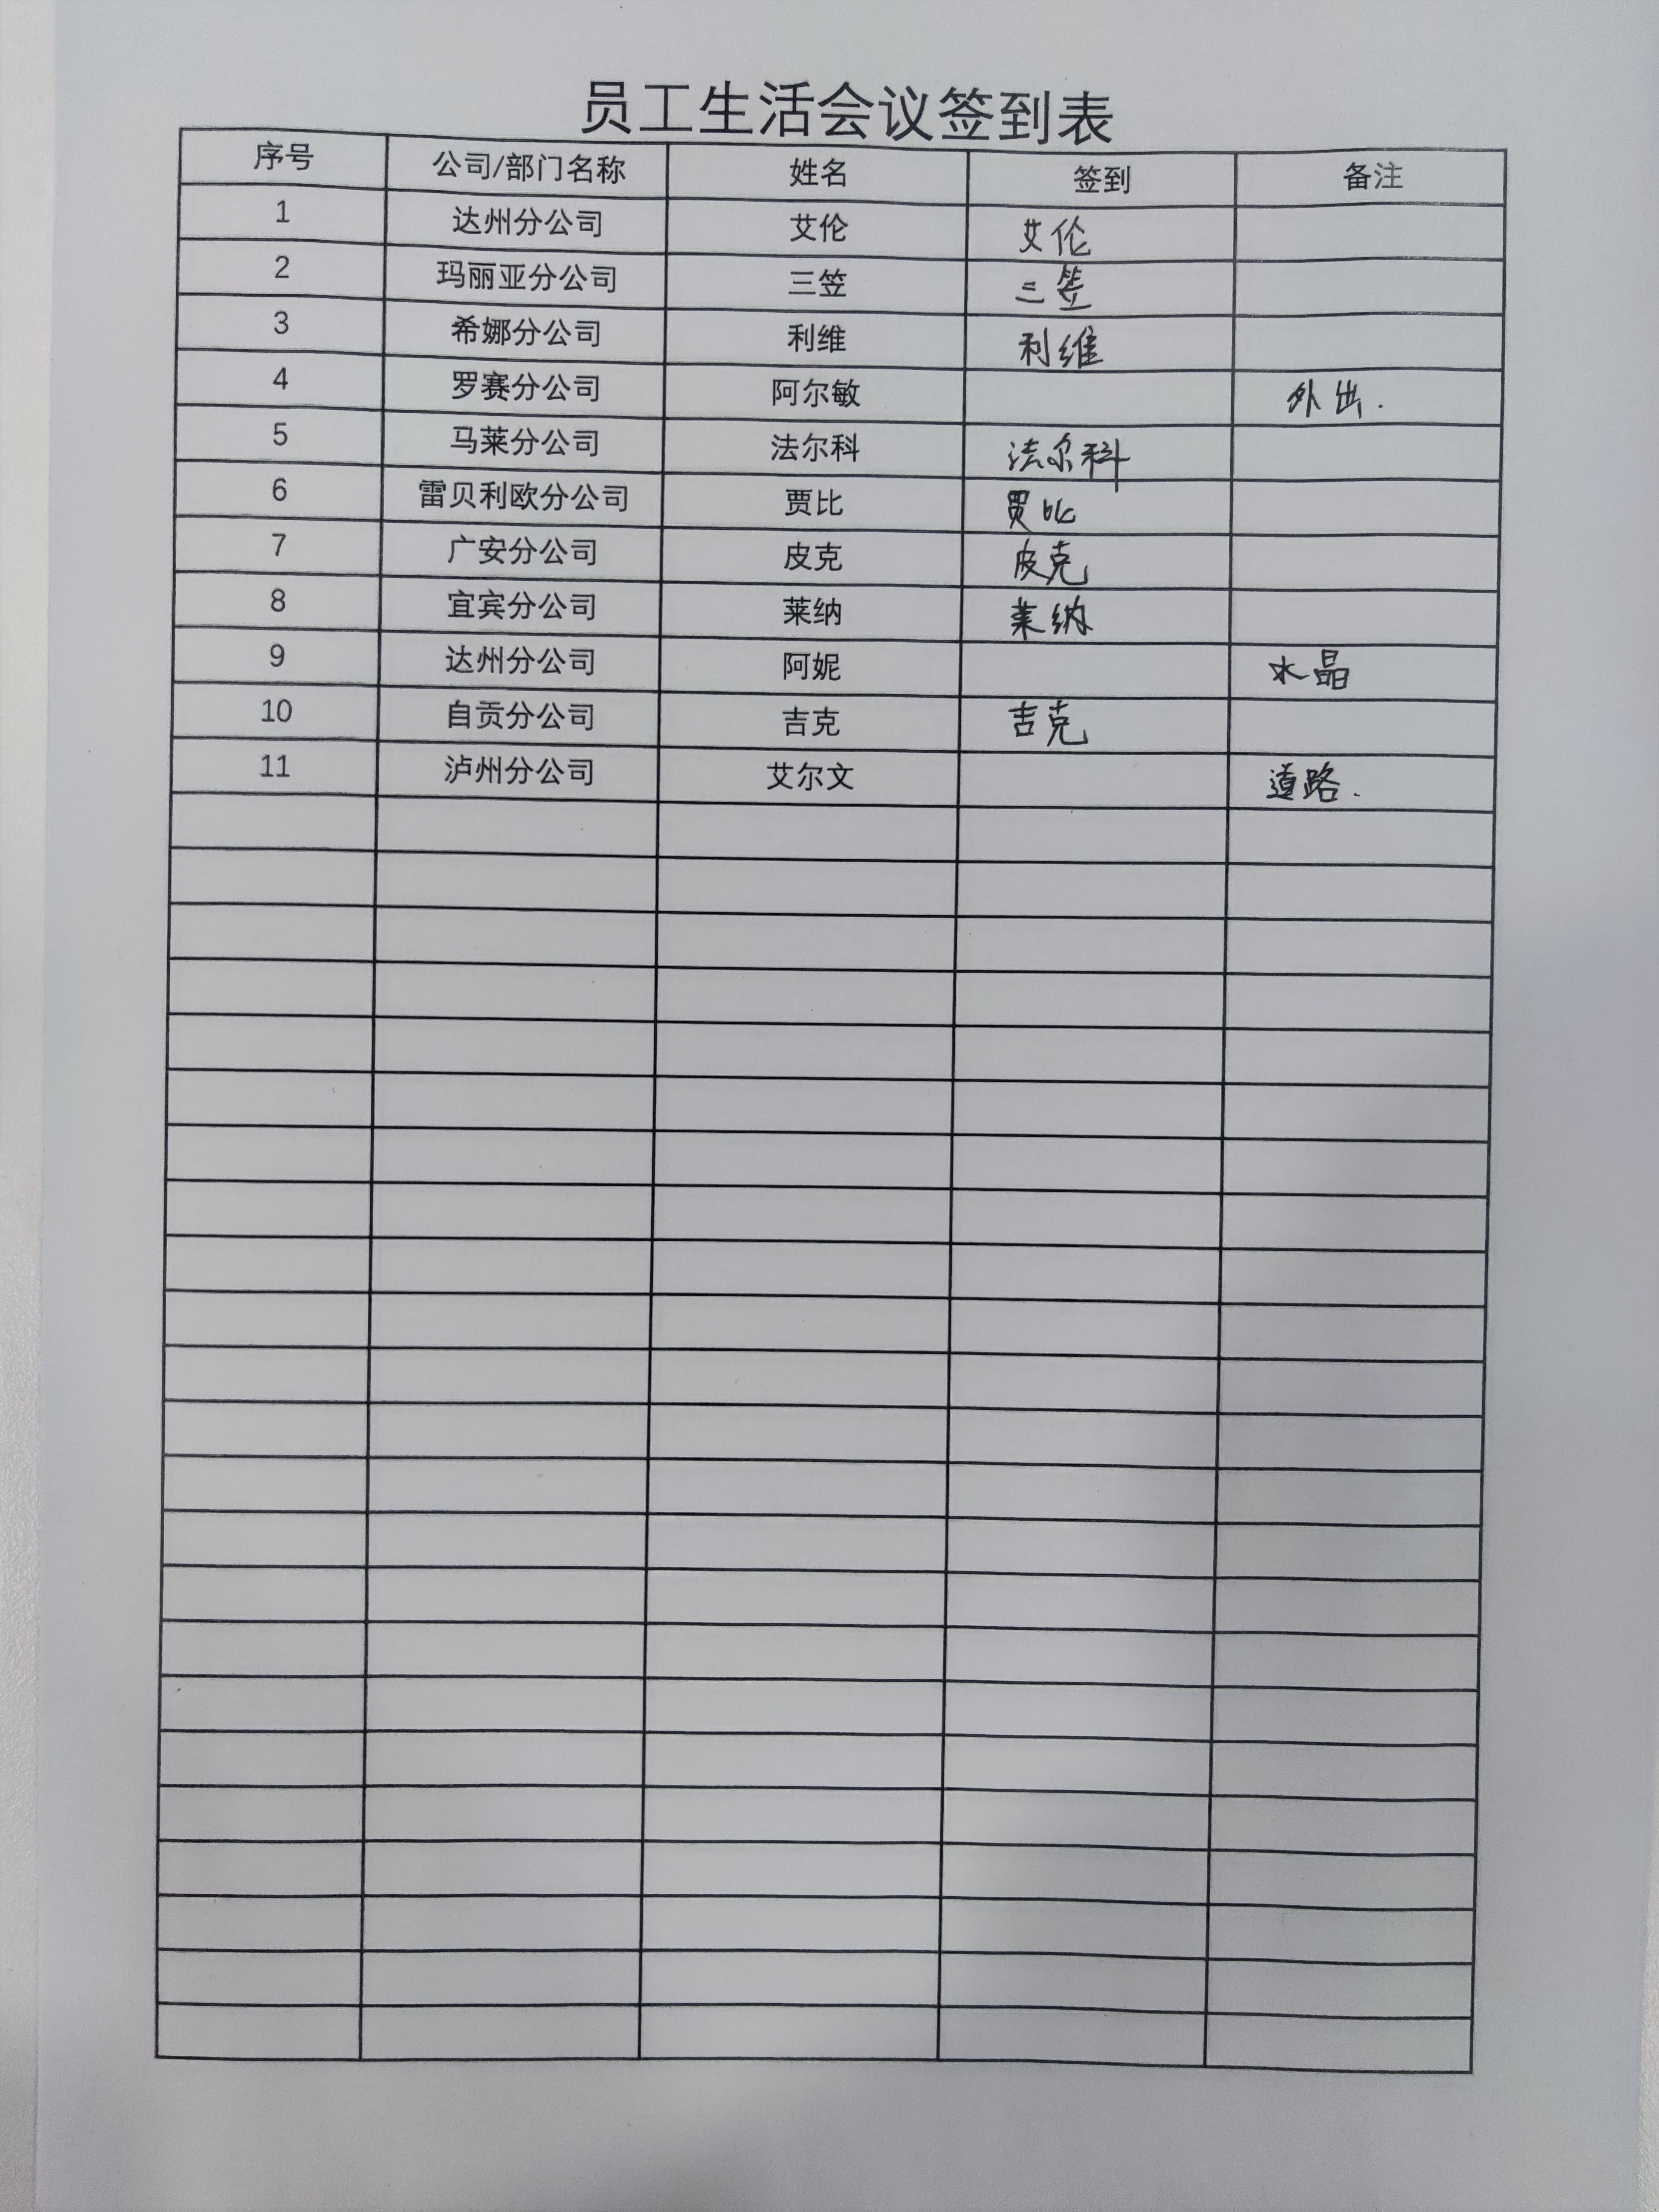 员工生活会议签到表
序号 公司/部门名称 姓名 签到 备注
1 达州分公司 艾伦 艾伦
2 玛丽亚分公司 三笠 三笠
3 希娜分公司 利维 利维
4 罗赛分公司 阿尔敏 外出.
5 马莱分公司 法尔科 法尔科
6 雷贝利欧分公司 贾比 贾比
7 广安分公司 皮克 皮克
8 宜宾分公司 莱纳 莱纳
9 达州分公司 阿妮 水晶
10 自贡分公司 吉克 吉克
11 泸州分公司 艾尔文 道路.